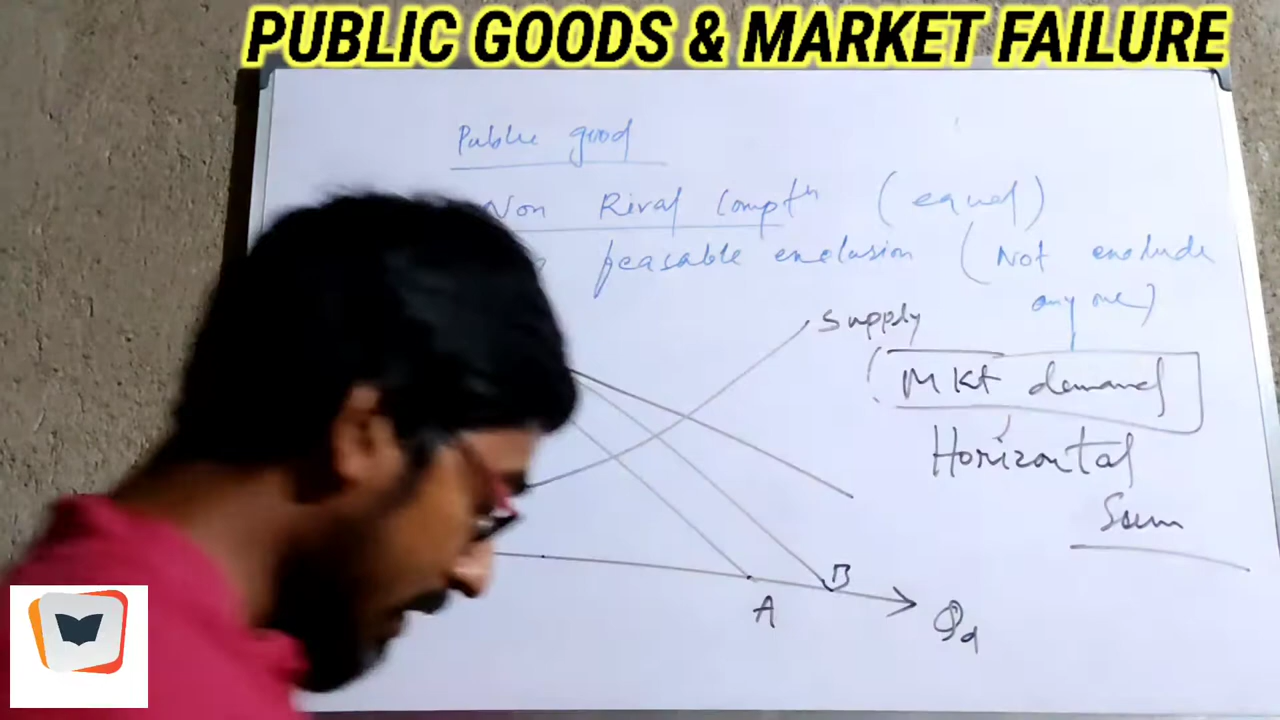 PUBLIC GOODS & MARKET FAILURE
Public good
Non Rival Compth (equal)
feasable enclusion (Not enclude
any one)
Supply
(Mkt demand
Horizontal
Sum
A
B
Qd